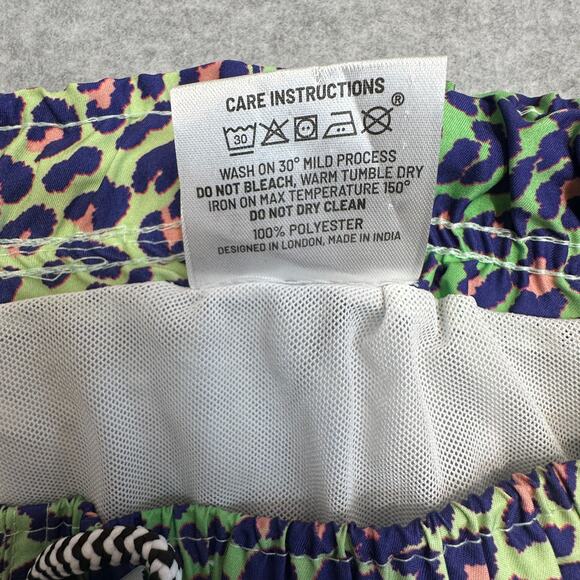 CARE INSTRUCTIONS
30 ®
WASH ON 30° MILD PROCESS
DO NOT BLEACH, WARM TUMBLE DRY
IRON ON MAX TEMPERATURE 150°
DO NOT DRY CLEAN
100% POLYESTER
DESIGNED IN LONDON, MADE IN INDIA